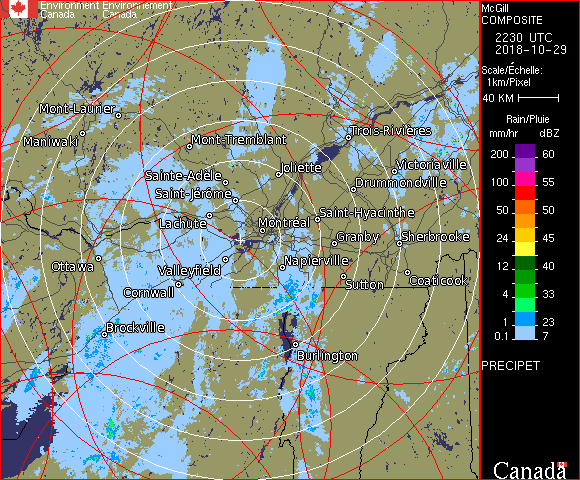 Environment Environnement
Canada Canada
McGill
COMPOSITE
2230 UTC
2018-10-29
Scale/Échelle:
1km/Pixel
40 KM
Rain/Pluie
mm/hr dBZ
200 60
100 55
50 50
24 45
12 40
4 33
1 23
0.1 7
PRECIPET
Canada
Mont-Laurier
Maniwaki
Mont-Tremblant
Trois-Rivières
Sainte-Adèle
Joliette
Victoriaville
Saint-Jérôme
Drummondville
Lachute
Montréal
Saint-Hyacinthe
Granby
Sherbrooke
Ottawa
Valleyfield
Napierville
Cornwall
Sutton
Coaticook
Brockville
Burlington